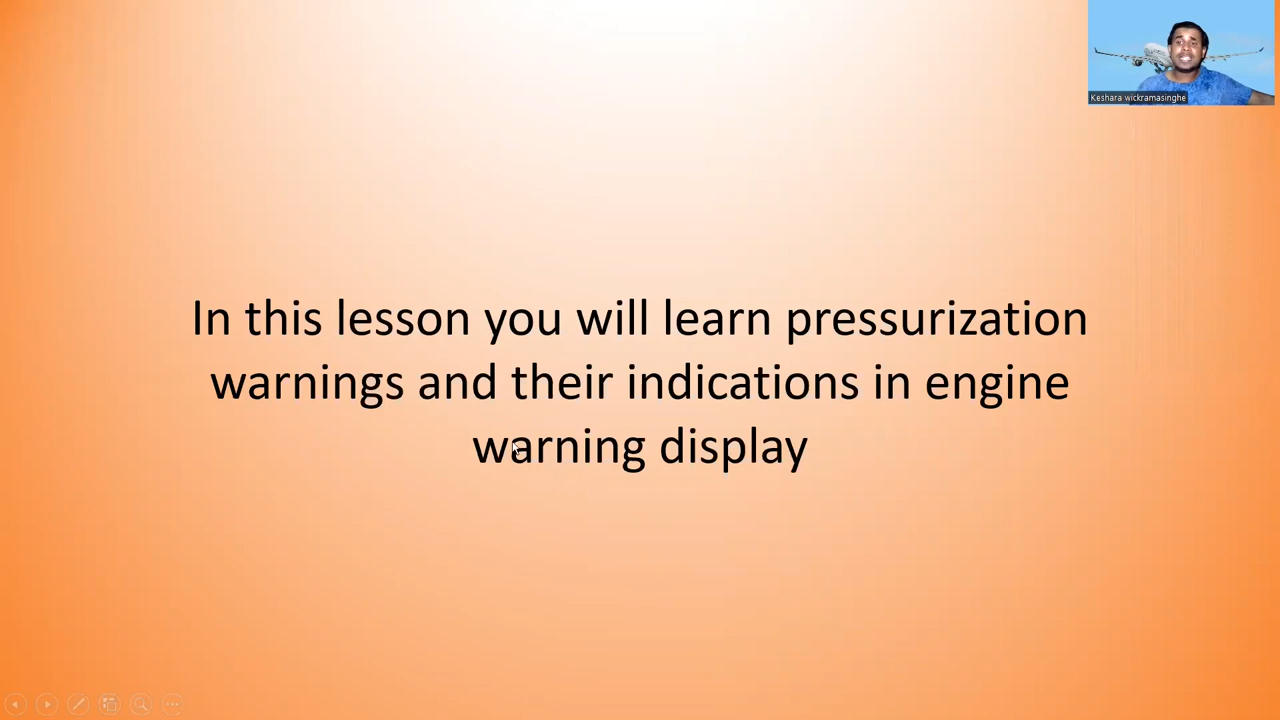 Keshara wickramasinghe
In this lesson you will learn pressurization
warnings and their indications in engine
warning display